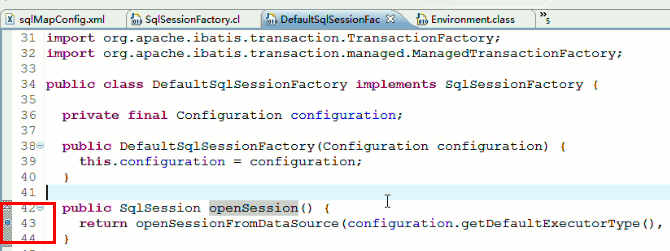 sqlMapConfig.xml SqlSessionFactory.cl DefaultSqlSessionFac Environment.class »5
31 import org.apache.ibatis.transaction.TransactionFactory;
32 import org.apache.ibatis.transaction.managed.ManagedTransactionFactory;
33
34 public class DefaultSqlSessionFactory implements SqlSessionFactory {
35
36 private final Configuration configuration;
37
38 public DefaultSqlSessionFactory(Configuration configuration) {
39 this.configuration = configuration;
40 }
41
42 public SqlSession openSession() {
43 return openSessionFromDataSource(configuration.getDefaultExecutorType(),
44 }